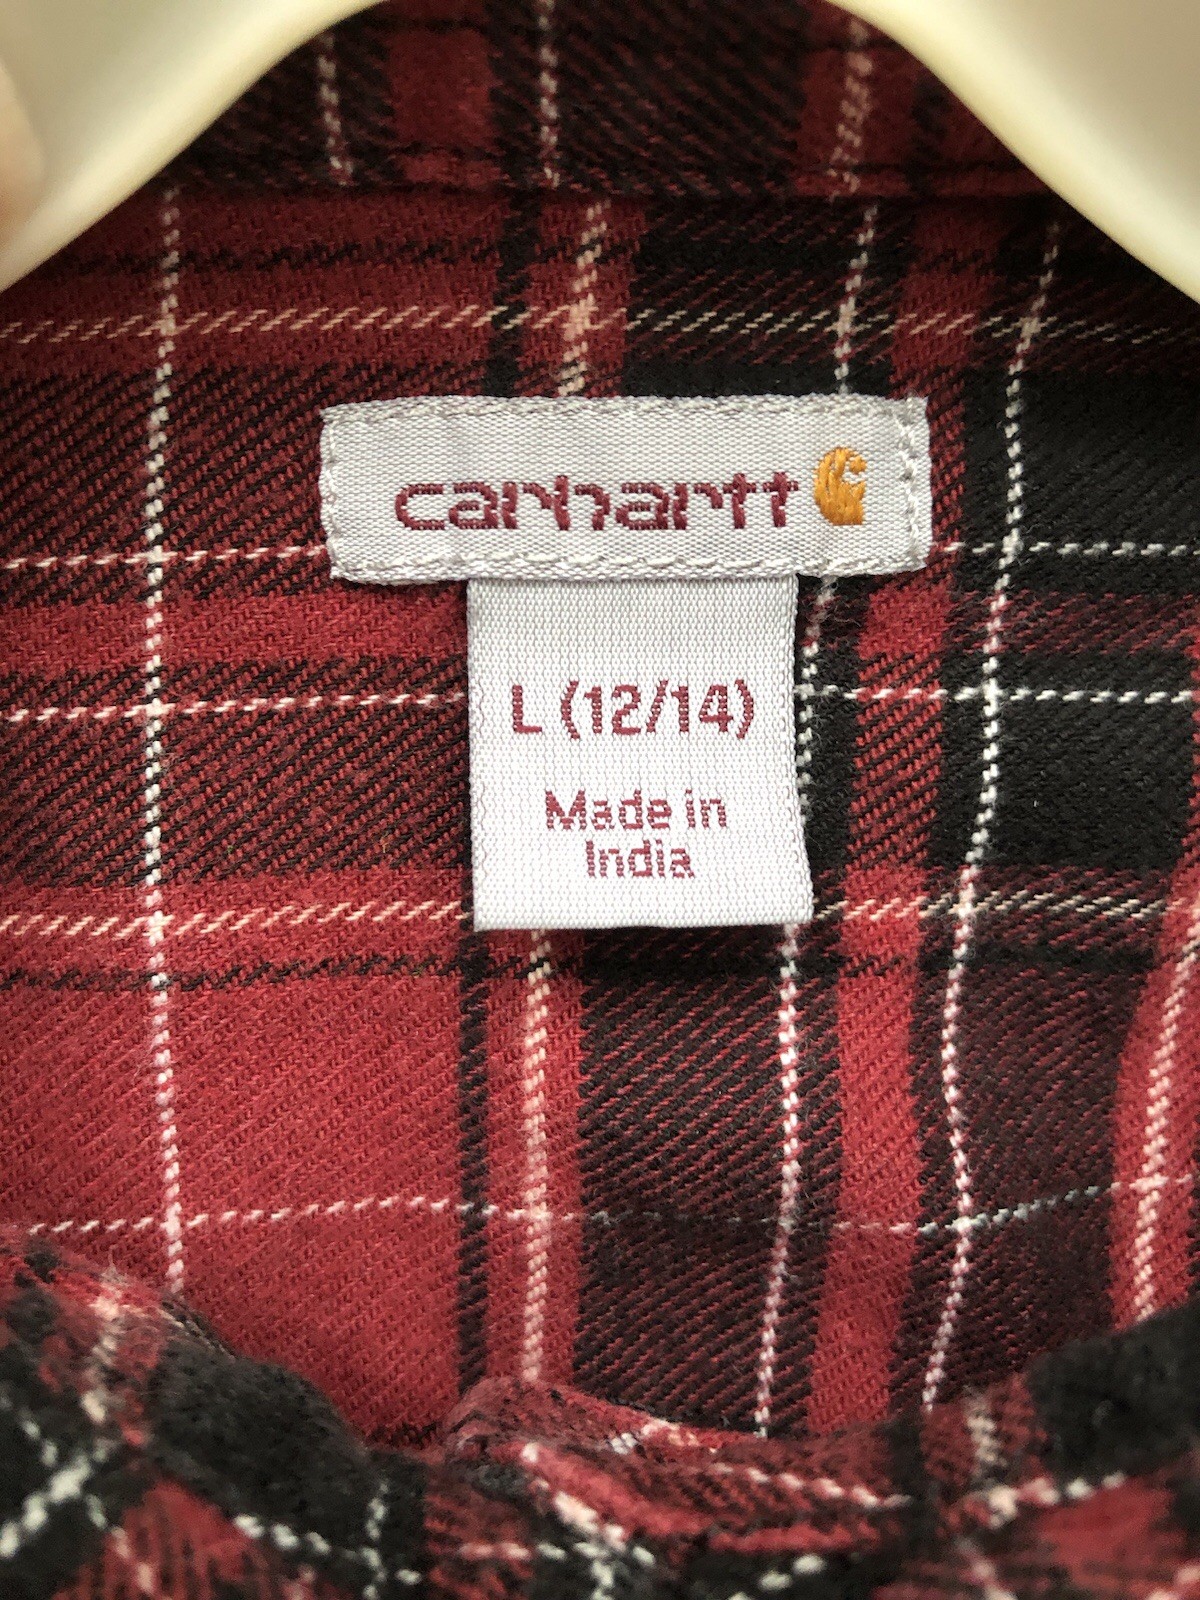 carhartt
L (12/14)
Made in
India